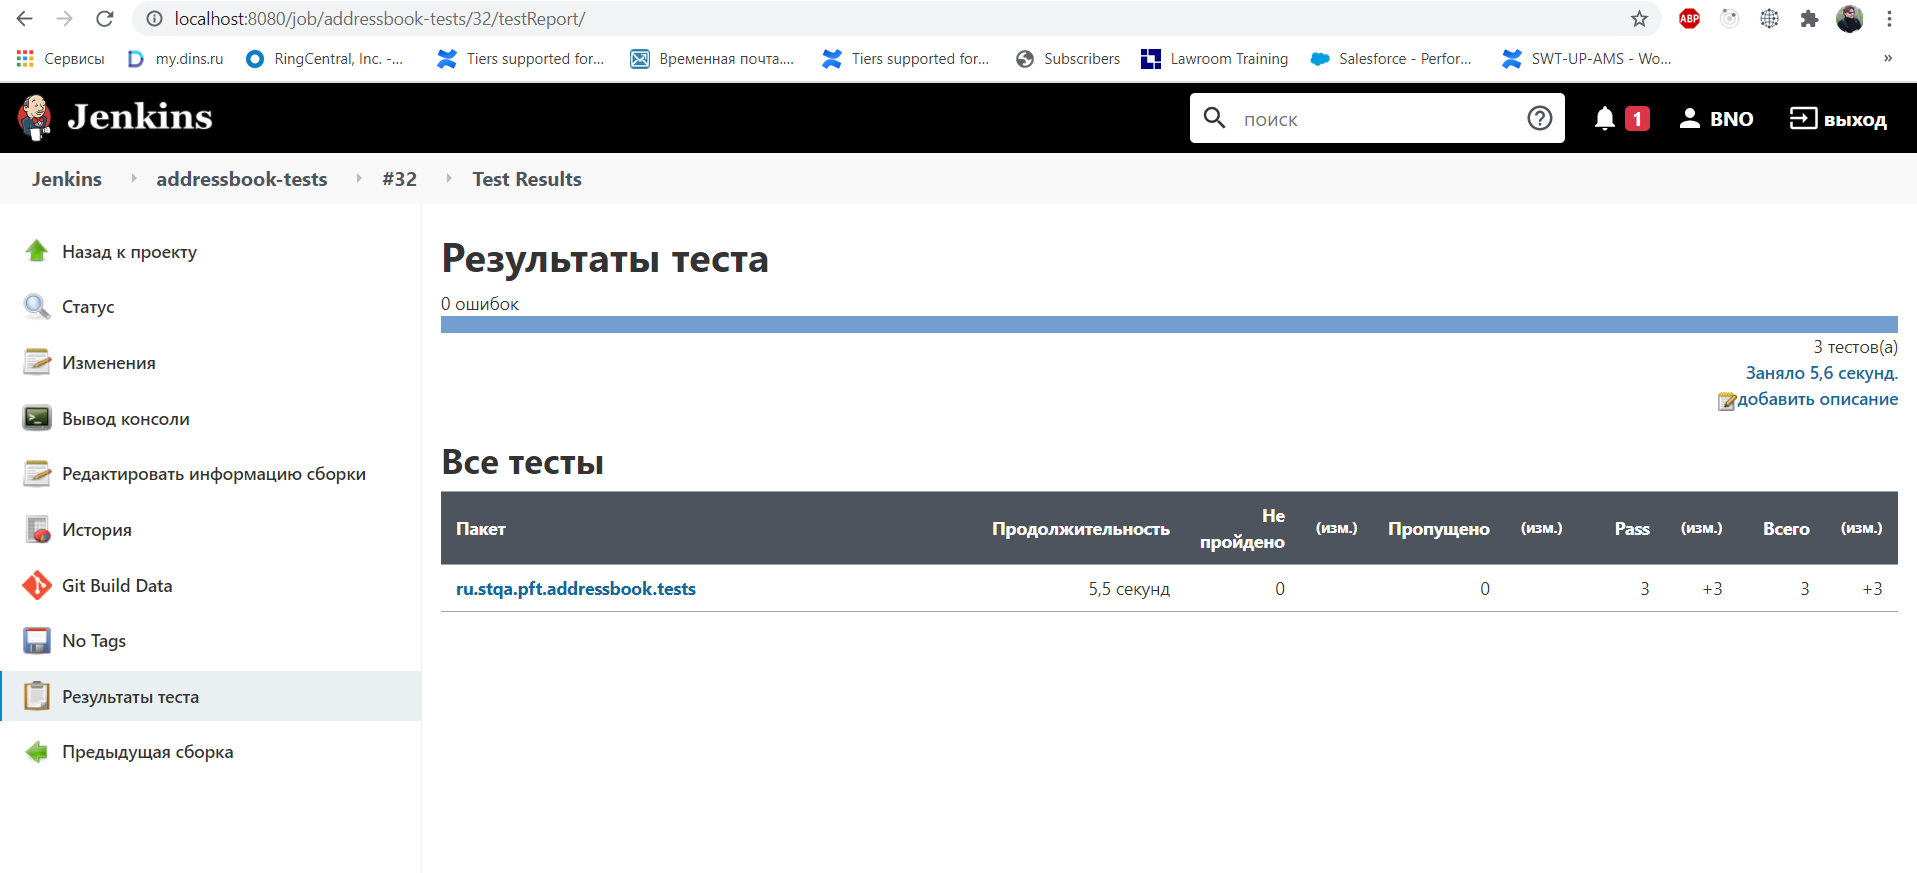 localhost:8080/job/addressbook-tests/32/testReport/
ABP
Сервисы my.dins.ru RingCentral, Inc. -... Tiers supported for... Временная почта.... Tiers supported for... Subscribers Lawroom Training Salesforce - Perfor... SWT-UP-AMS - Wo... »
Jenkins поиск 1 BNO выход
Jenkins addressbook-tests #32 Test Results
Назад к проекту
Статус
Изменения
Вывод консоли
Редактировать информацию сборки
История
Git Build Data
No Tags
Результаты теста
Предыдущая сборка
Результаты теста
0 ошибок
3 тестов(а)
Заняло 5,6 секунд.
добавить описание
Все тесты
Пакет Продолжительность Не пройдено (изм.) Пропущено (изм.) Pass (изм.) Всего (изм.)
ru.stqa.pft.addressbook.tests 5,5 секунд 0 0 3 +3 3 +3